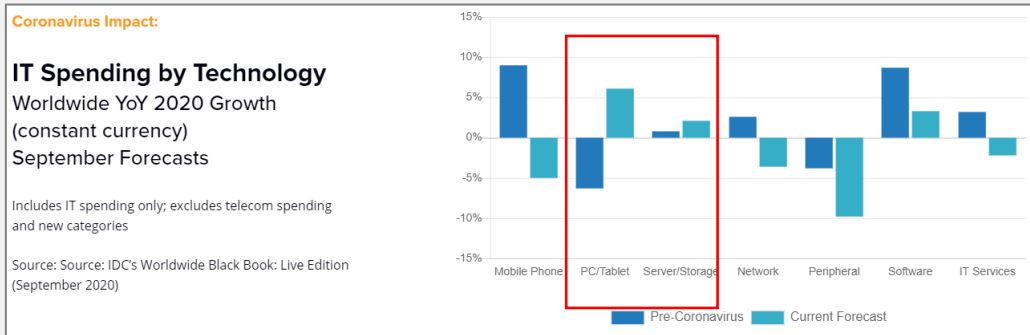 Coronavirus Impact:
IT Spending by Technology
Worldwide YoY 2020 Growth
(constant currency)
September Forecasts
Includes IT spending only; excludes telecom spending
and new categories
Source: Source: IDC's Worldwide Black Book: Live Edition
(September 2020)
15%
10%
5%
0%
-5%
-10%
-15%
Mobile Phone PC/Tablet Server/Storage Network Peripheral Software IT Services
Pre-Coronavirus Current Forecast